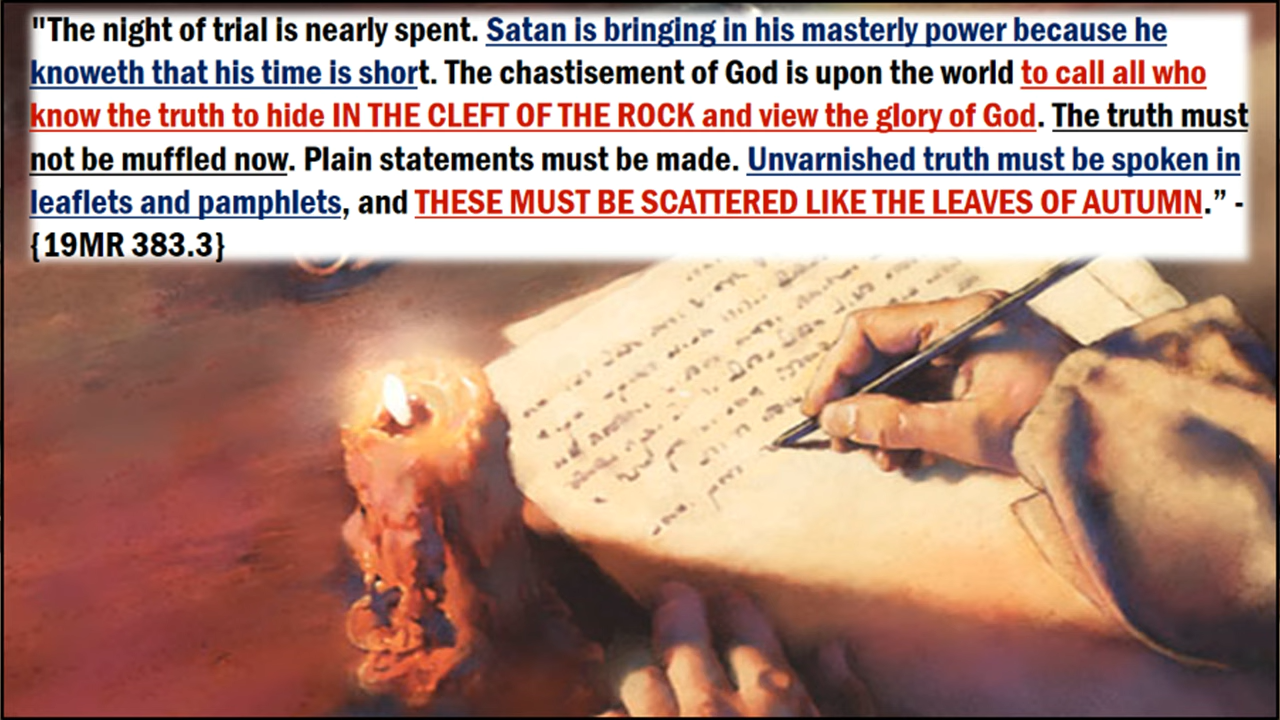 "The night of trial is nearly spent. Satan is bringing in his masterly power because he
knoweth that his time is short. The chastisement of God is upon the world to call all who
know the truth to hide IN THE CLEFT OF THE ROCK and view the glory of God. The truth must
not be muffled now. Plain statements must be made. Unvarnished truth must be spoken in
leaflets and pamphlets, and THESE MUST BE SCATTERED LIKE THE LEAVES OF AUTUMN.” -
{19MR 383.3}